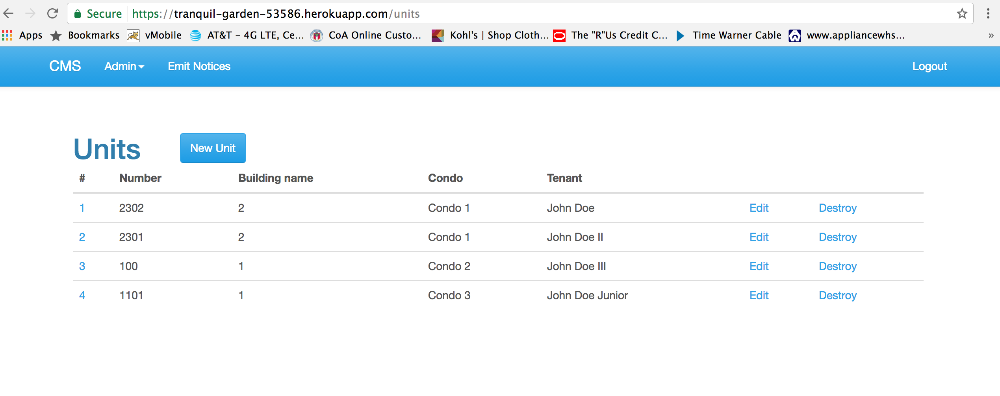 Secure https://tranquil-garden-53586.herokuapp.com/units
Apps Bookmarks vMobile AT&T - 4G LTE, Ce... CoA Online Custo... Kohl's | Shop Cloth... The "R"Us Credit C... Time Warner Cable www.appliancewhs... »
CMS Admin Emit Notices Logout
Units New Unit
# Number Building name Condo Tenant
1 2302 2 Condo 1 John Doe Edit Destroy
2 2301 2 Condo 1 John Doe II Edit Destroy
3 100 1 Condo 2 John Doe III Edit Destroy
4 1101 1 Condo 3 John Doe Junior Edit Destroy